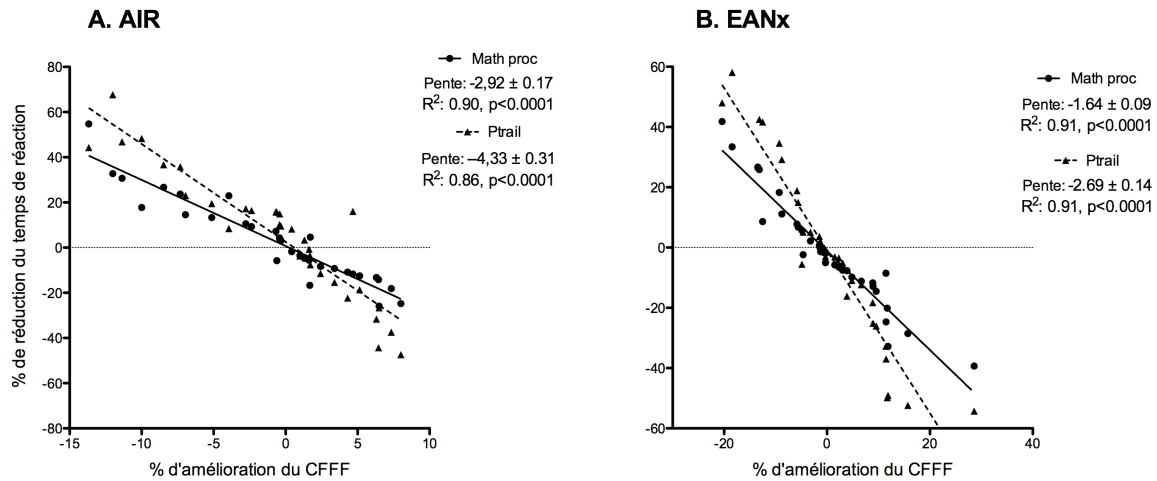 A. AIR
Math proc
Pente: -2,92 ± 0.17
R²: 0.90, p<0.0001
Ptrail
Pente: –4,33 ± 0.31
R²: 0.86, p<0.0001
% de réduction du temps de réaction
80
60
40
20
0
-20
-40
-60
-80
-15 -10 -5 0 5 10
% d'amélioration du CFFF
B. EANx
Math proc
Pente: -1.64 ± 0.09
R²: 0.91, p<0.0001
Ptrail
Pente: -2.69 ± 0.14
R²: 0.91, p<0.0001
60
40
20
0
-20
-40
-60
-20 0 20 40
% d'amélioration du CFFF